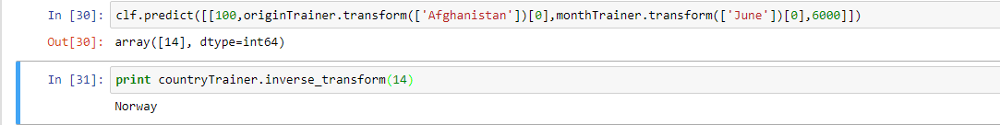 In [30]: clf.predict([[100,originTrainer.transform(['Afghanistan'])[0],monthTrainer.transform(['June'])[0],6000]])
Out[30]: array([14], dtype=int64)
In [31]: print countryTrainer.inverse_transform(14)
Norway